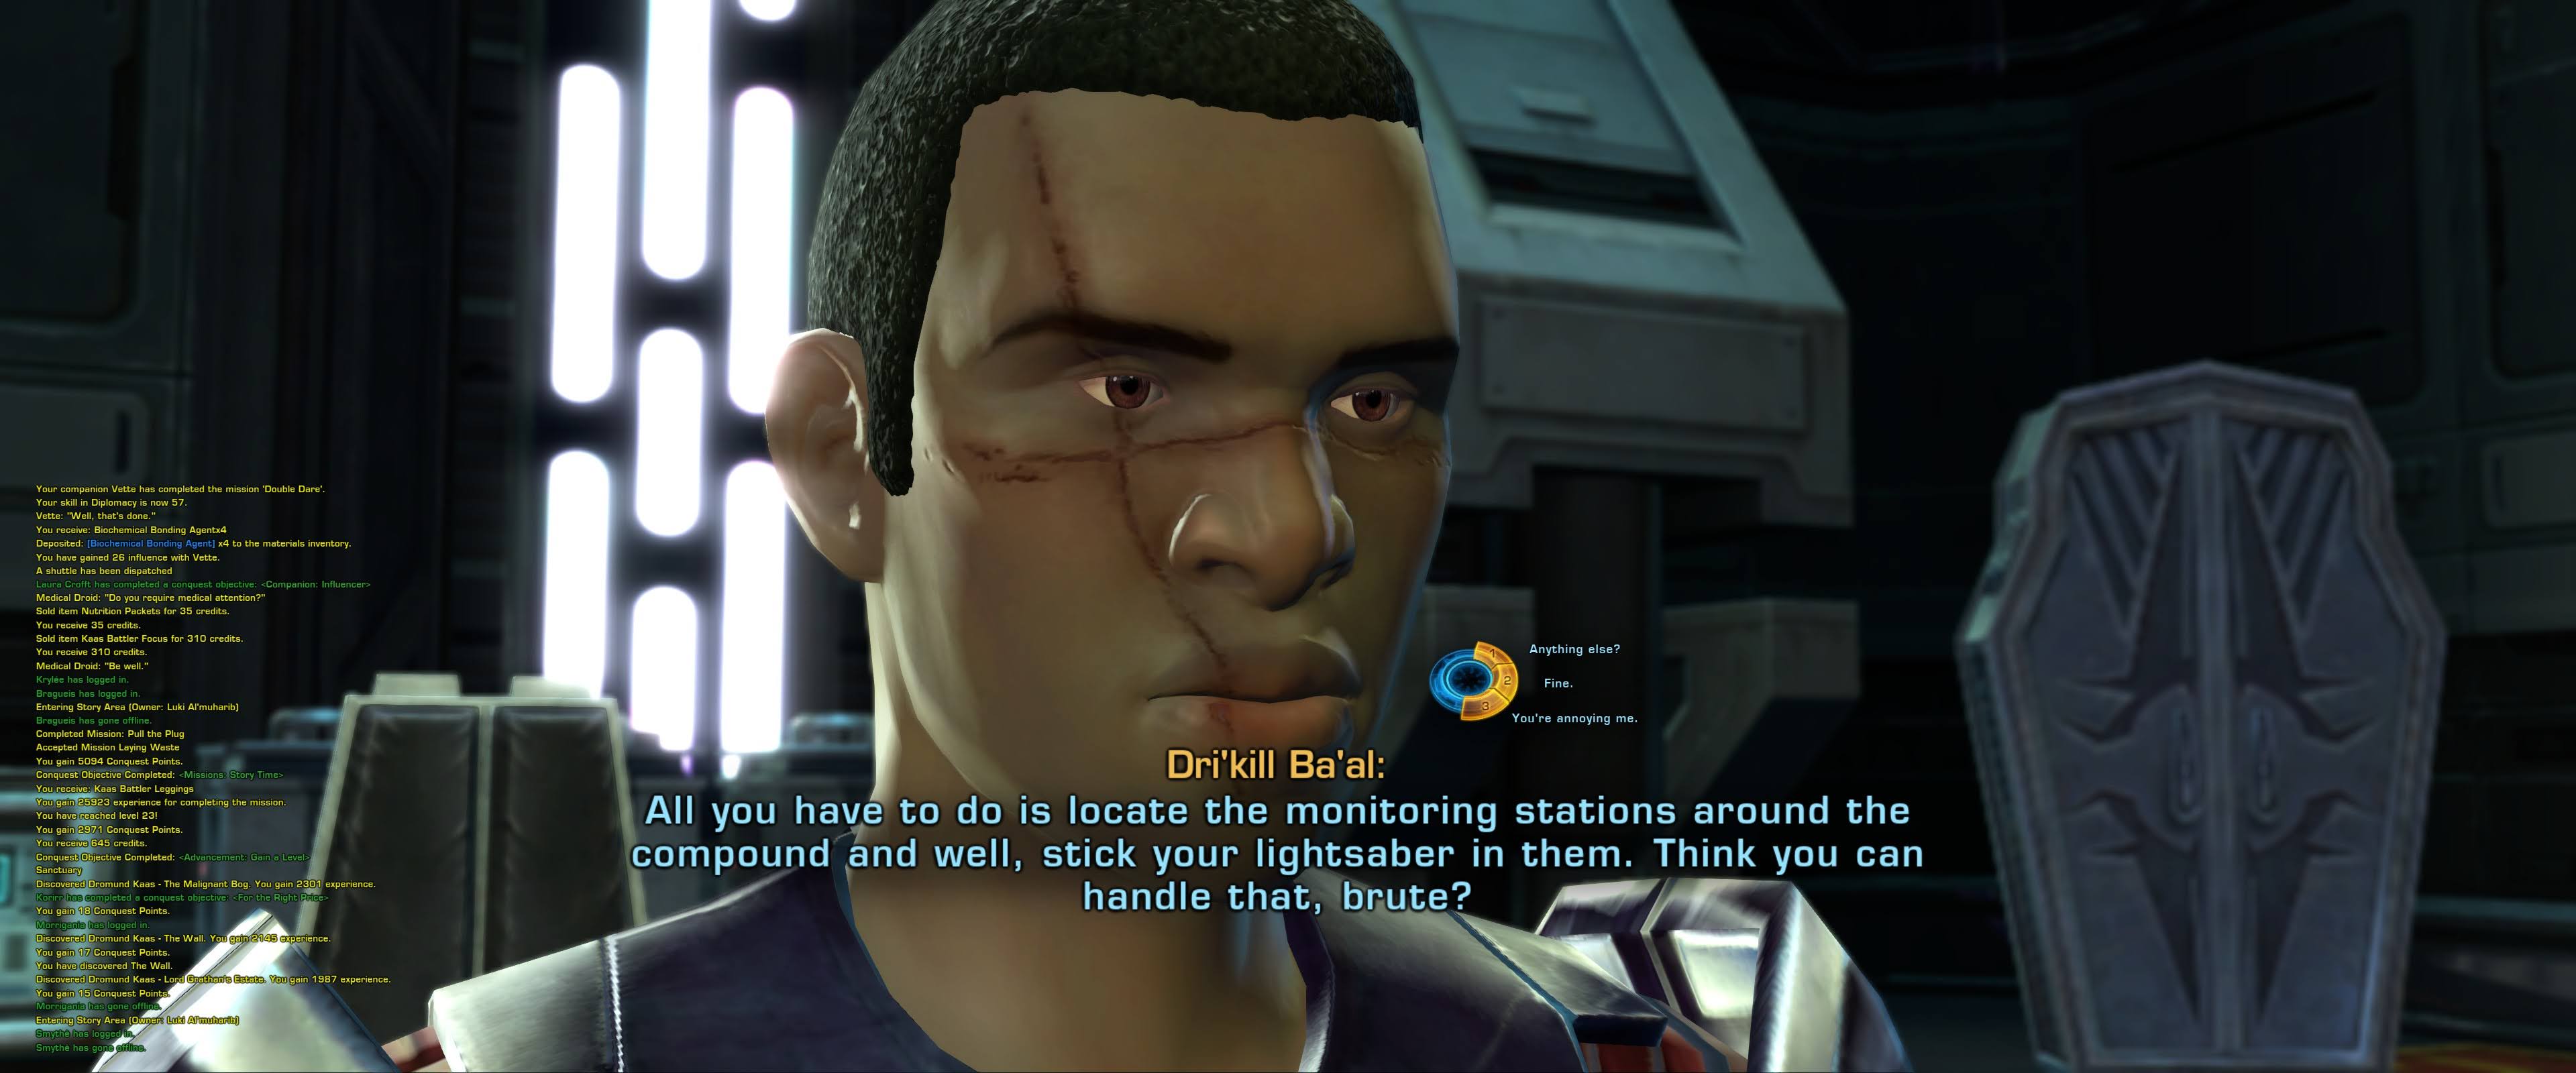 Your companion Vette has completed the mission 'Double Dare'.
Your skill in Diplomacy is now 57.
Vette: "Well, that's done."
You receive: Biochemical Bonding Agentx4
Deposited: [Biochemical Bonding Agent] x4 to the materials inventory.
You have gained 26 influence with Vette.
A shuttle has been dispatched
Laura Crofft has completed a conquest objective: <Companion: Influencer>
Medical Droid: "Do you require medical attention?"
Sold item Nutrition Packets for 35 credits.
You receive 35 credits.
Sold item Kaas Battler Focus for 310 credits.
You receive 310 credits.
Medical Droid: "Be well."
Krylèe has logged in.
Bragueis has logged in.
Entering Story Area (Owner: Luki Al'muharib)
Bragueis has gone offline.
Completed Mission: Pull the Plug
Accepted Mission Laying Waste
You gain 5094 Conquest Points.
Conquest Objective Completed: <Missions: Story Time>
You receive: Kaas Battler Leggings
You gain 25923 experience for completing the mission.
You have reached level 23!
You gain 2971 Conquest Points.
You receive 645 credits.
Conquest Objective Completed: <Advancement: Gain a Level>
Sanctuary
Discovered Dromund Kaas - The Malignant Bog. You gain 2301 experience.
Korirr has completed a conquest objective: <For the Right Price>
You gain 18 Conquest Points.
Morrigania has logged in.
Discovered Dromund Kaas - The Wall. You gain 2145 experience.
You gain 17 Conquest Points.
You have discovered The Wall.
Discovered Dromund Kaas - Lord Grathan's Estate. You gain 1987 experience.
You gain 15 Conquest Points.
Morrigania has gone offline.
Entering Story Area (Owner: Luki Al'muharib)
Smythè has logged in.
Smythè has gone offline.
1 Anything else?
2 Fine.
3 You're annoying me.
Dri'kill Ba'al:
All you have to do is locate the monitoring stations around the
compound and well, stick your lightsaber in them. Think you can
handle that, brute?